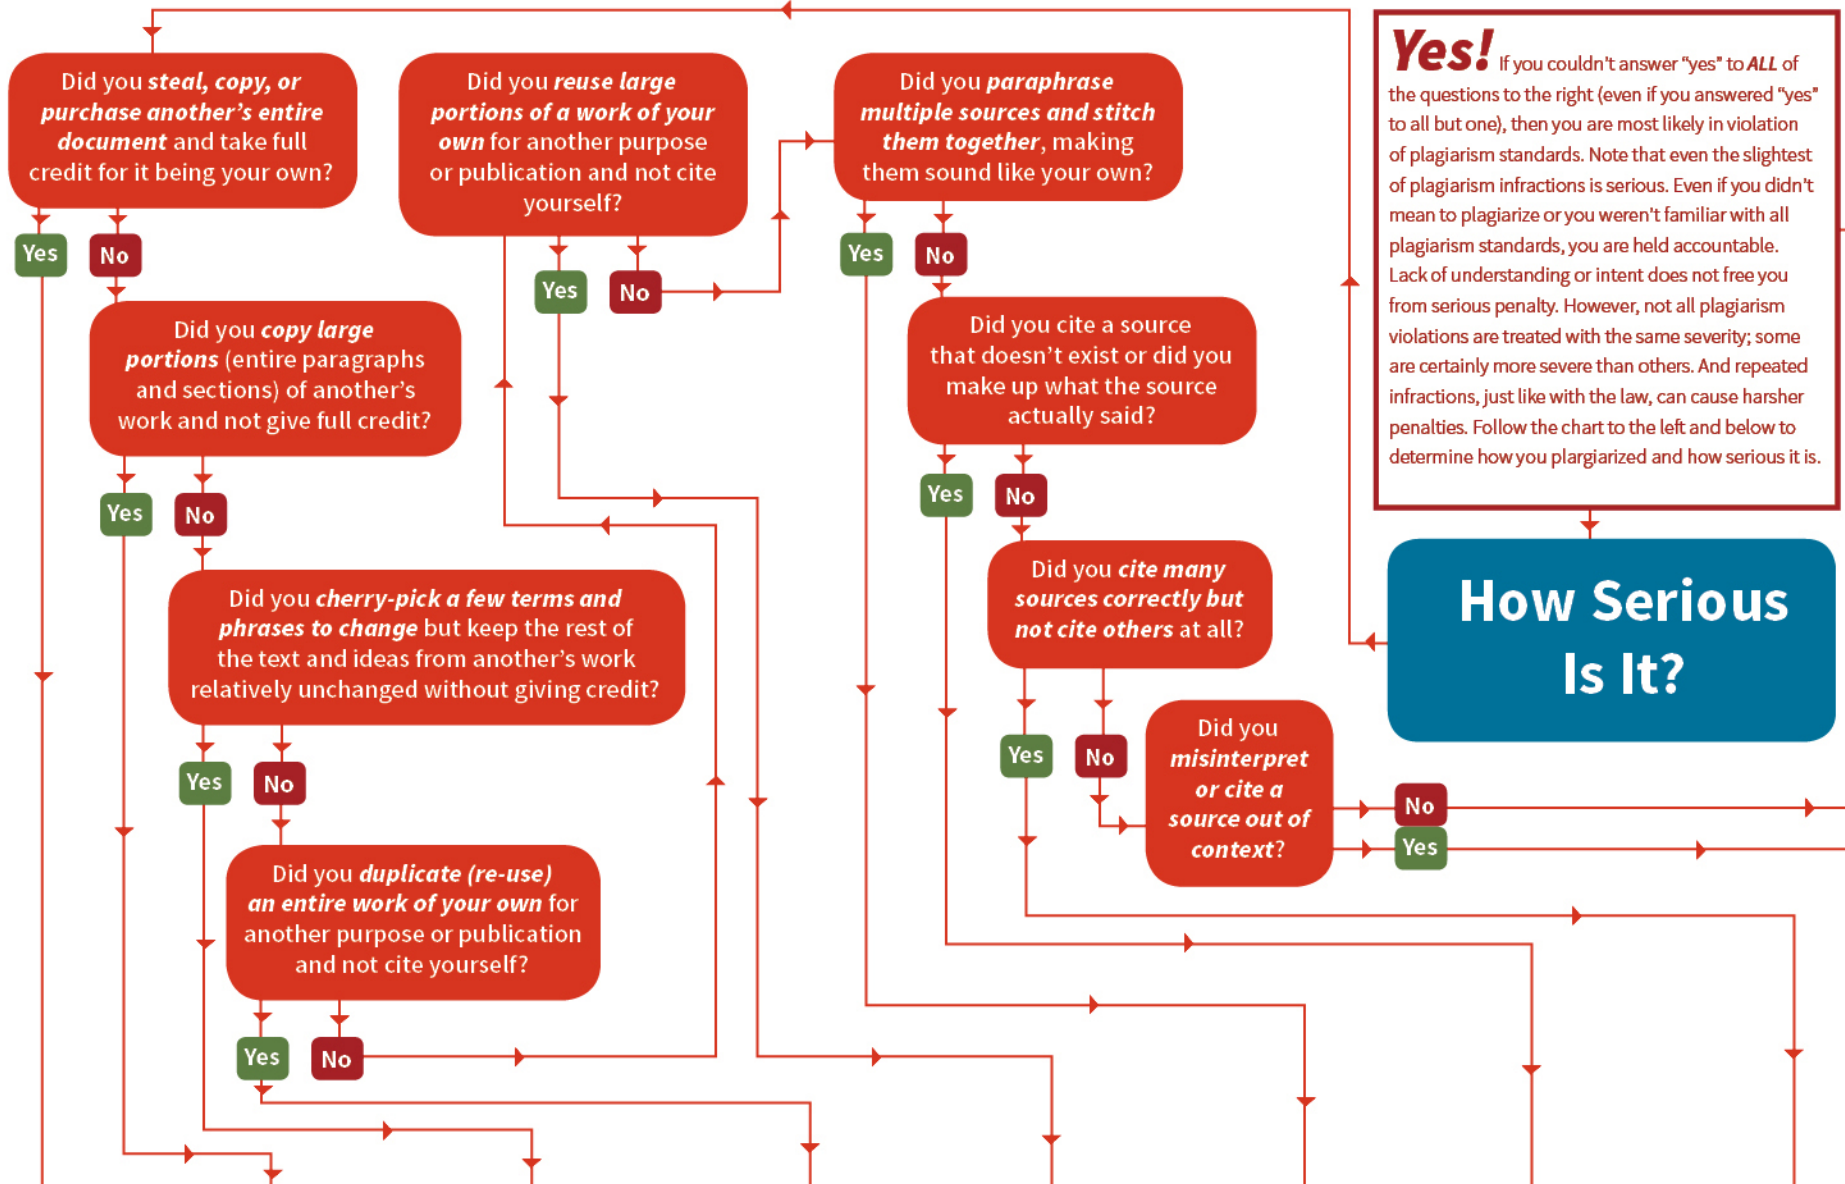 Did you steal, copy, or
purchase another's entire
document and take full
credit for it being your own?
Yes
No
Did you copy large
portions (entire paragraphs
and sections) of another's
work and not give full credit?
Yes
No
Did you cherry-pick a few terms and
phrases to change but keep the rest of
the text and ideas from another's work
relatively unchanged without giving credit?
Yes
No
Did you duplicate (re-use)
an entire work of your own for
another purpose or publication
and not cite yourself?
Yes
No
Did you reuse large
portions of a work of your
own for another purpose
or publication and not cite
yourself?
Yes
No
Did you paraphrase
multiple sources and stitch
them together, making
them sound like your own?
Yes
No
Did you cite a source
that doesn't exist or did you
make up what the source
actually said?
Yes
No
Did you cite many
sources correctly but
not cite others at all?
Yes
No
Did you
misinterpret
or cite a
source out of
context?
No
Yes
Yes! If you couldn't answer “yes” to ALL of
the questions to the right (even if you answered “yes”
to all but one), then you are most likely in violation
of plagiarism standards. Note that even the slightest
of plagiarism infractions is serious. Even if you didn't
mean to plagiarize or you weren't familiar with all
plagiarism standards, you are held accountable.
Lack of understanding or intent does not free you
from serious penalty. However, not all plagiarism
violations are treated with the same severity; some
are certainly more severe than others. And repeated
infractions, just like with the law, can cause harsher
penalties. Follow the chart to the left and below to
determine how you plargiarized and how serious it is.
How Serious
Is It?